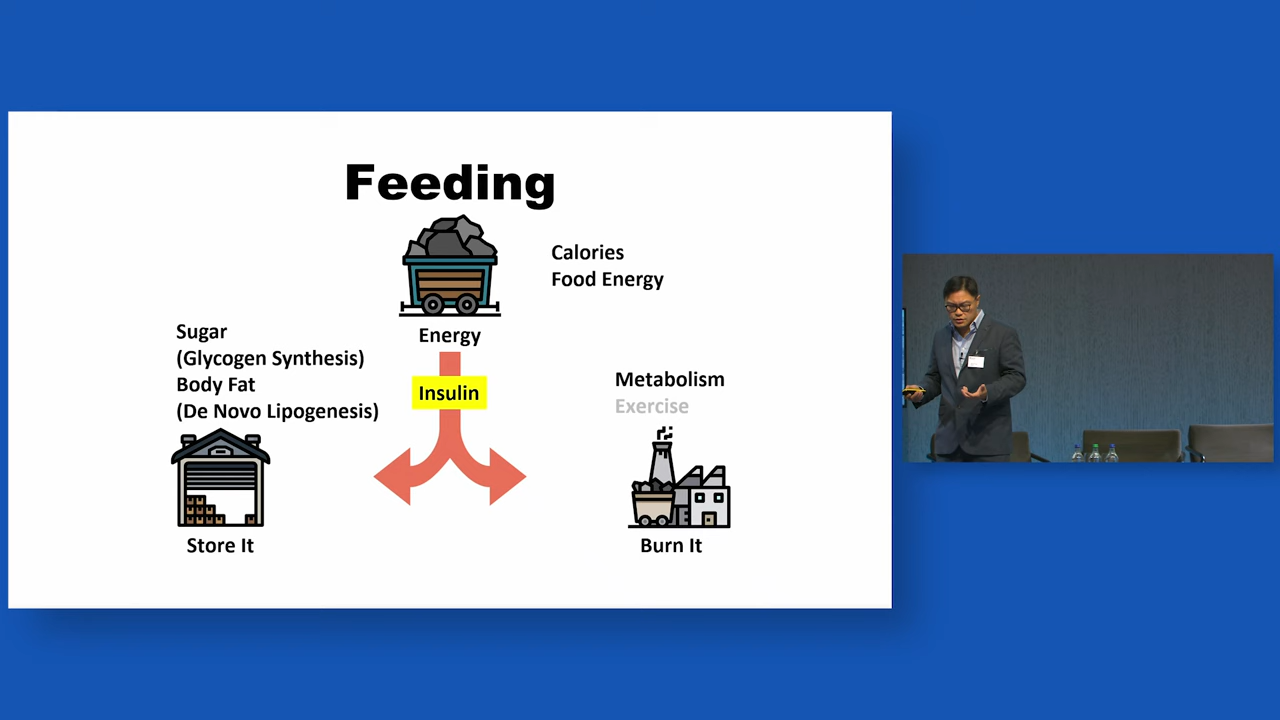 Feeding
Calories
Food Energy
Energy
Sugar
(Glycogen Synthesis)
Body Fat
(De Novo Lipogenesis)
Insulin
Metabolism
Exercise
Store It
Burn It